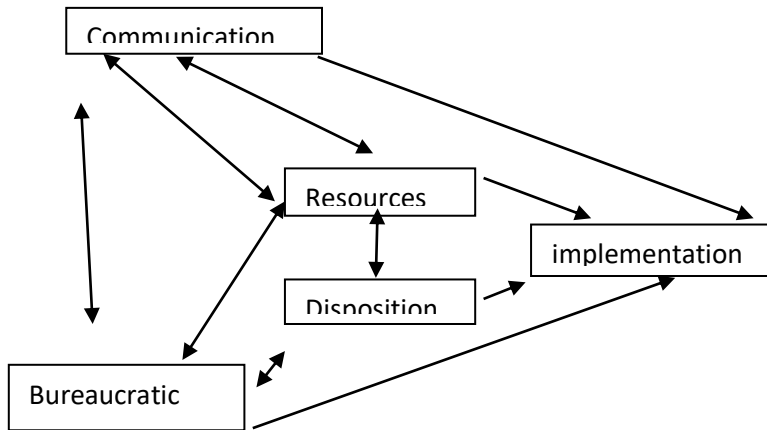 Communication
Resources
implementation
Disposition
Bureaucratic